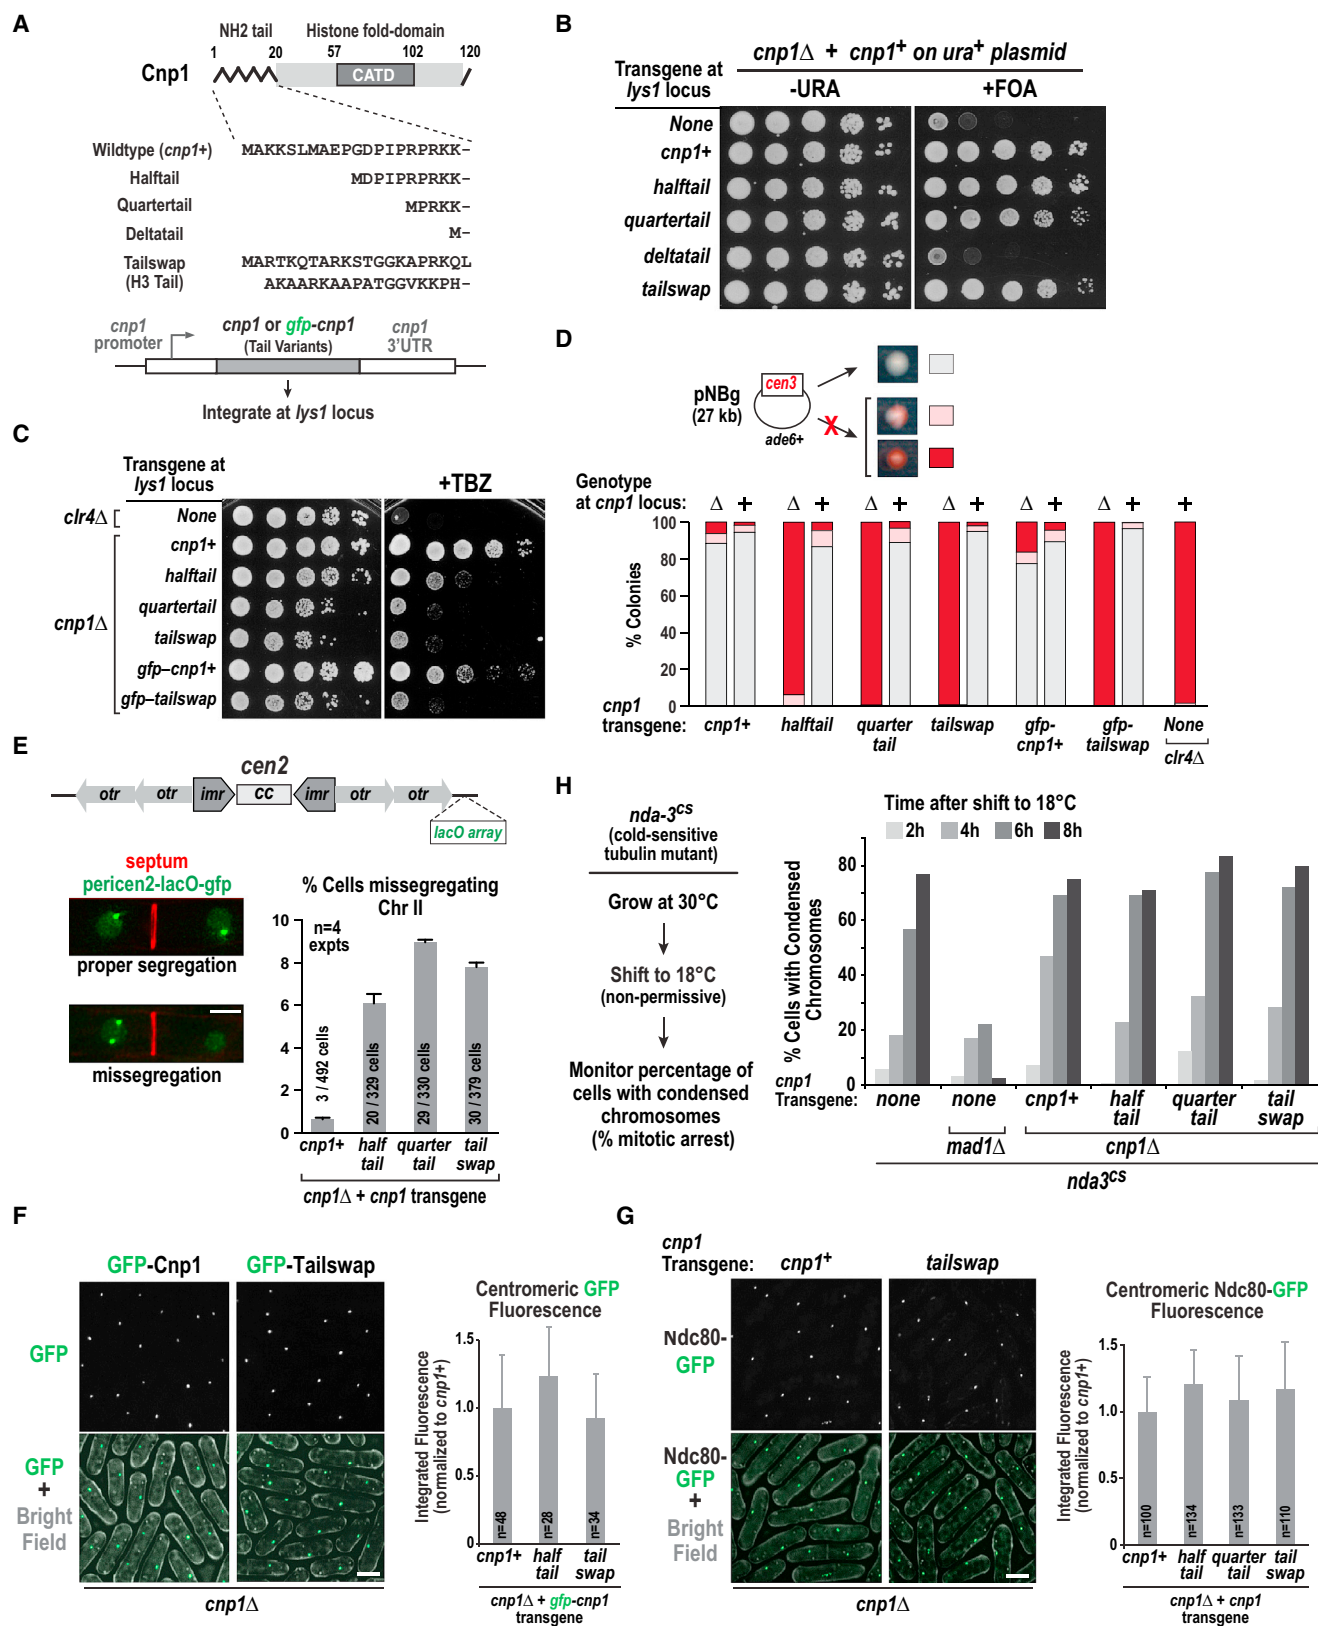 A
NH2 tail
Histone fold-domain
1 20 57 102 120
Cnp1
CATD
Wildtype (cnp1+) MAKKSLMAEPGDPIPRPRKK–
Halftail MDPIPRPRKK–
Quartertail MPRKK–
Deltatail M–
Tailswap MARTKQTARKSTGGKAPRKQL
(H3 Tail) AKAARKAAPATGGVKKPH–
cnp1 promoter
cnp1 or gfp-cnp1
(Tail Variants)
cnp1 3’UTR
Integrate at lys1 locus
B
cnp1Δ + cnp1+ on ura+ plasmid
Transgene at
lys1 locus
-URA
+FOA
None
cnp1+
halftail
quartertail
deltatail
tailswap
C
Transgene at
lys1 locus
+TBZ
clr4Δ
None
cnp1Δ
cnp1+
halftail
quartertail
tailswap
gfp–cnp1+
gfp–tailswap
D
pNBg
(27 kb)
cen3
ade6+
X
Genotype
at cnp1 locus:
Δ + Δ + Δ + Δ + Δ + Δ + +
% Colonies
100
80
60
40
20
0
cnp1
transgene:
cnp1+
halftail
quarter
tail
tailswap
gfp-
cnp1+
gfp-
tailswap
None
clr4Δ
E
cen2
otr otr imr cc imr otr otr
lacO array
septum
pericen2-lacO-gfp
proper segregation
missegregation
% Cells missegregating
Chr II
n=4
expts
10
8
6
4
2
0
3 / 492 cells
20 / 329 cells
29 / 330 cells
30 / 379 cells
cnp1+
half
tail
quarter
tail
tail
swap
cnp1Δ + cnp1 transgene
H
nda-3cs
(cold-sensitive
tubulin mutant)
Grow at 30°C
Shift to 18°C
(non-permissive)
Monitor percentage of
cells with condensed
chromosomes
(% mitotic arrest)
Time after shift to 18°C
2h 4h 6h 8h
% Cells with Condensed
Chromosomes
80
60
40
20
0
cnp1
Transgene:
none
none
cnp1+
half
tail
quarter
tail
tail
swap
mad1Δ
cnp1Δ
nda3cs
F
GFP-Cnp1
GFP-Tailswap
GFP
GFP
+
Bright
Field
cnp1Δ
Centromeric GFP
Fluorescence
Integrated Fluorescence
(normalized to cnp1+)
1.5
1.0
0.5
0
n=48
n=28
n=34
cnp1+
half
tail
tail
swap
cnp1Δ + gfp-cnp1
transgene
G
cnp1
Transgene:
cnp1+
tailswap
Ndc80-
GFP
Ndc80-
GFP
+
Bright
Field
cnp1Δ
Centromeric Ndc80-GFP
Fluorescence
Integrated Fluorescence
(normalized to cnp1+)
1.5
1.0
0.5
0
n=100
n=134
n=133
n=110
cnp1+
half
tail
quarter
tail
tail
swap
cnp1Δ + cnp1
transgene